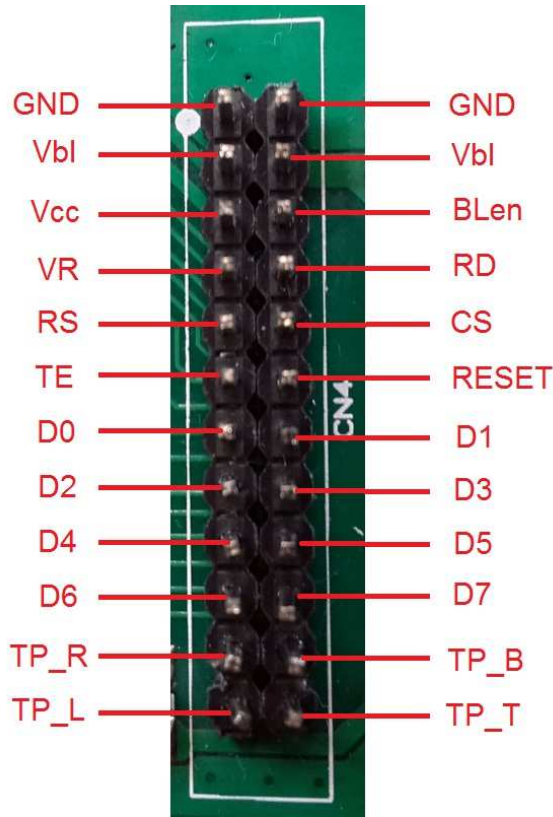 GND GND
Vbl Vbl
Vcc BLen
VR RD
RS CS
TE RESET
D0 D1
CN4
D2 D3
D4 D5
D6 D7
TP_R TP_B
TP_L TP_T